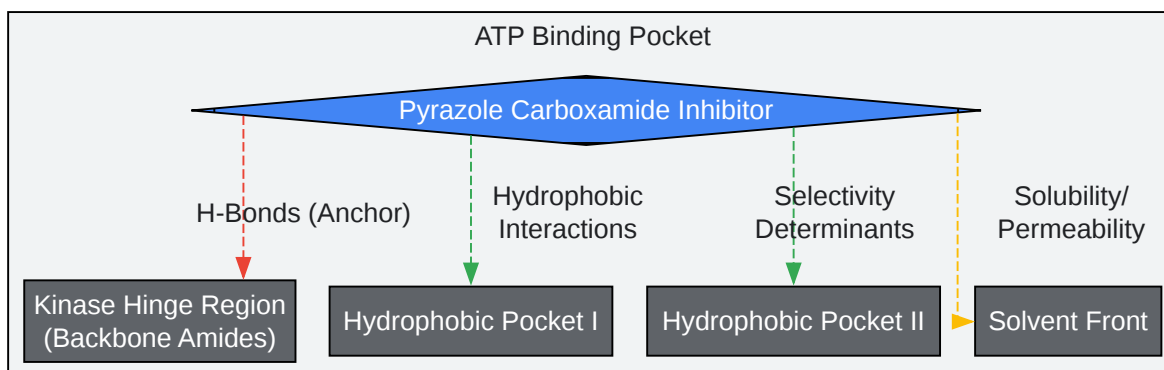 ATP Binding Pocket
Pyrazole Carboxamide Inhibitor
H-Bonds (Anchor)
Hydrophobic
Interactions
Selectivity
Determinants
Solubility/
Permeability
Kinase Hinge Region
(Backbone Amides)
Hydrophobic Pocket I
Hydrophobic Pocket II
Solvent Front